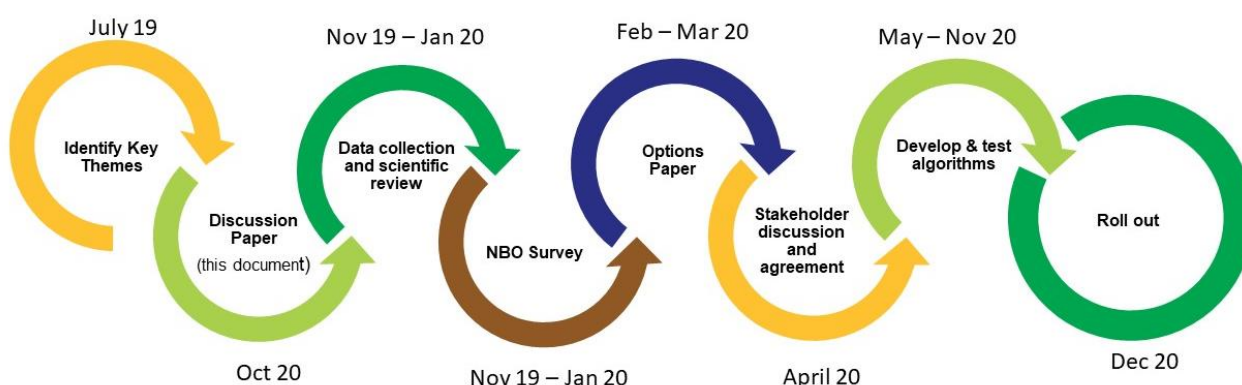 July 19
Nov 19 – Jan 20
Feb – Mar 20
May – Nov 20
Identify Key
Themes
Discussion
Paper
(this document)
Data collection
and scientific
review
NBO Survey
Options
Paper
Stakeholder
discussion
and
agreement
Develop & test
algorithms
Roll out
Oct 20
Nov 19 – Jan 20
April 20
Dec 20